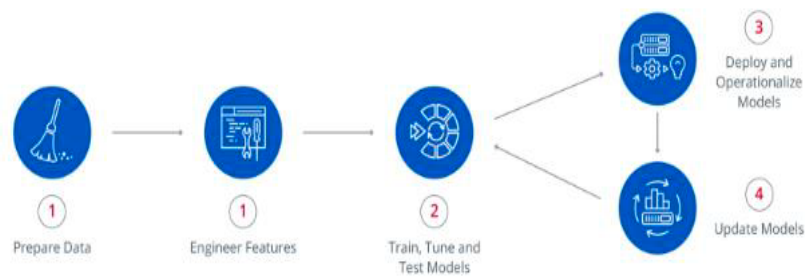 1
Prepare Data
1
Engineer Features
2
Train, Tune and
Test Models
3
Deploy and
Operationalize
Models
4
Update Models